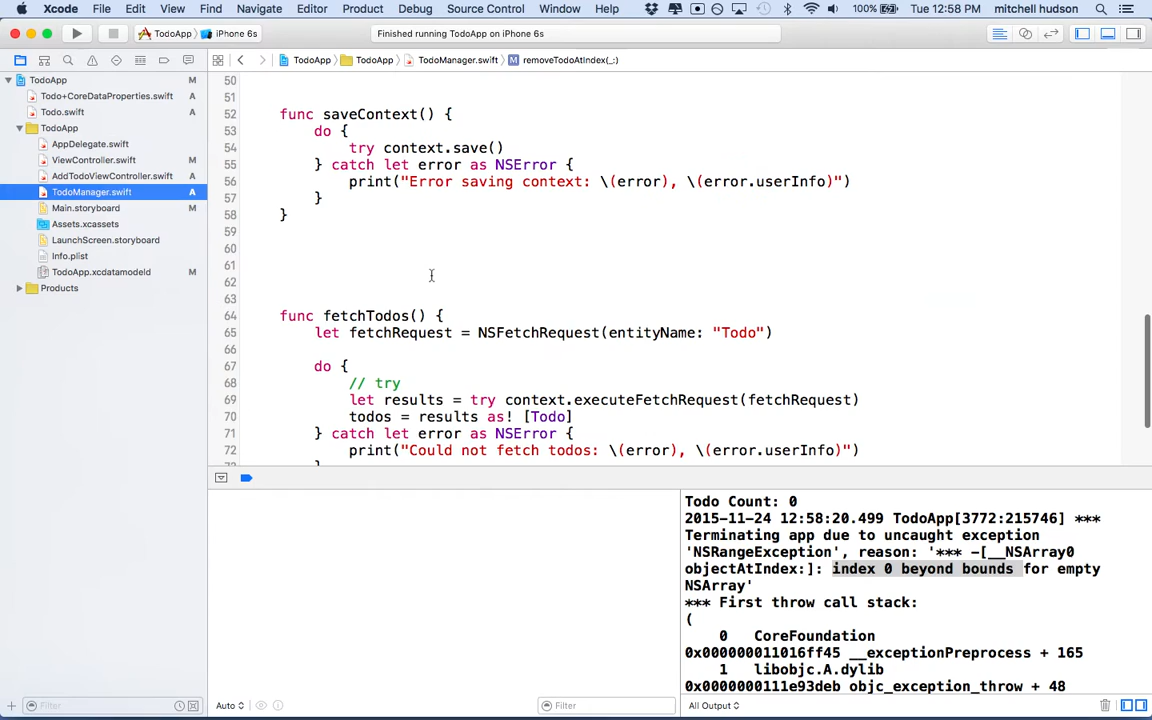 Xcode File Edit View Find Navigate Editor Product Debug Source Control Window Help 100% Tue 12:58 PM mitchell hudson
TodoApp iPhone 6s Finished running TodoApp on iPhone 6s
TodoApp TodoApp TodoManager.swift M removeTodoAtIndex(_:)
TodoApp M
Todo+CoreDataProperties.swift A
Todo.swift A
TodoApp
AppDelegate.swift
ViewController.swift M
AddTodoViewController.swift A
TodoManager.swift A
Main.storyboard M
Assets.xcassets
LaunchScreen.storyboard
Info.plist
TodoApp.xcdatamodeld M
Products
50
51
52 func saveContext() {
53 do {
54 try context.save()
55 } catch let error as NSError {
56 print("Error saving context: \(error), \(error.userInfo)")
57 }
58 }
59
60
61
62
63
64 func fetchTodos() {
65 let fetchRequest = NSFetchRequest(entityName: "Todo")
66
67 do {
68 // try
69 let results = try context.executeFetchRequest(fetchRequest)
70 todos = results as! [Todo]
71 } catch let error as NSError {
72 print("Could not fetch todos: \(error), \(error.userInfo)")
Todo Count: 0
2015-11-24 12:58:20.499 TodoApp[3772:215746] ***
Terminating app due to uncaught exception
'NSRangeException', reason: '*** -[__NSArray0
objectAtIndex:]: index 0 beyond bounds for empty
NSArray'
*** First throw call stack:
(
0 CoreFoundation
0x000000011016ff45 __exceptionPreprocess + 165
1 libobjc.A.dylib
0x0000000111e93deb objc_exception_throw + 48
Filter Auto Filter All Output